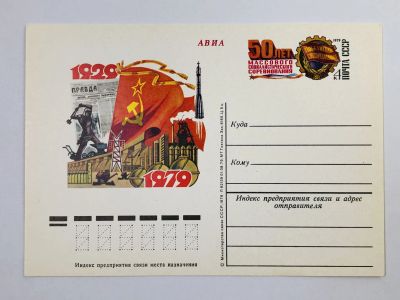 АВИА
1929
ПРАВДА
50 ЛЕТ
МАССОВОГО
СОЦИАЛИСТИЧЕСКОГО
СОРЕВНОВАНИЯ
1979
ПОЧТА СССР
Куда
Кому
Индекс предприятия связи и адрес
отправителя
1979
Индекс предприятия связи места назначения